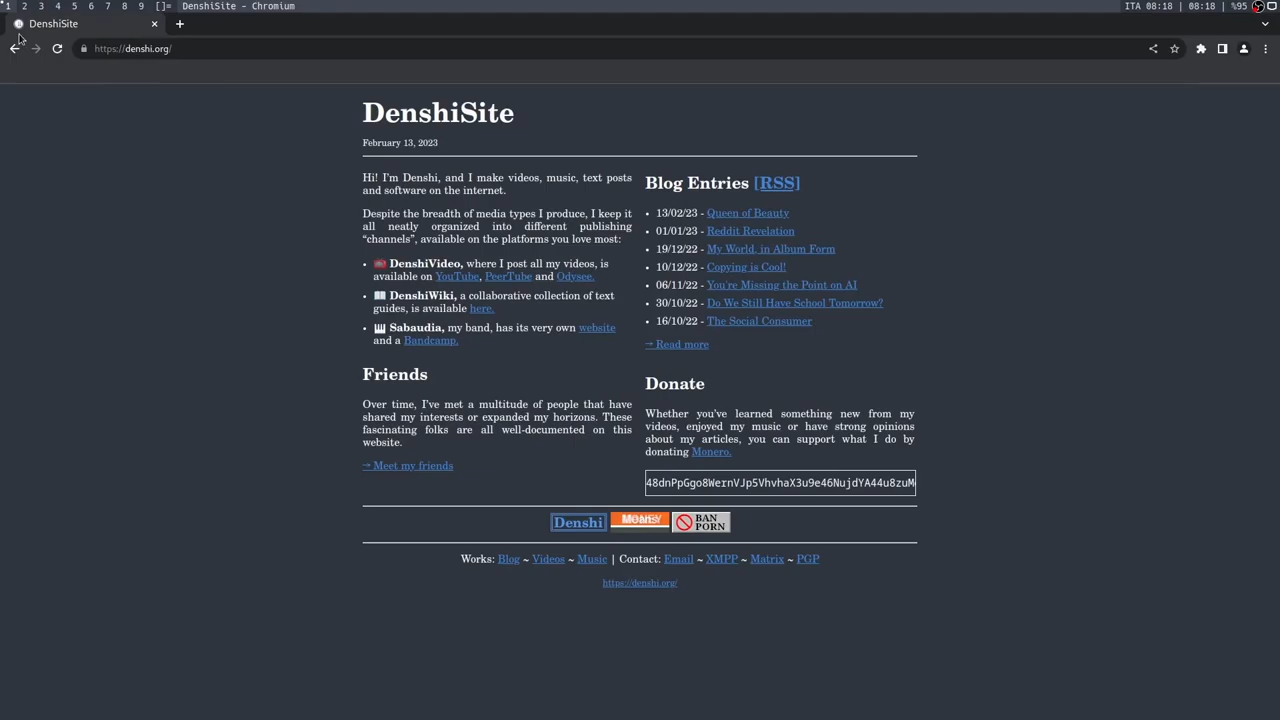 1 2 3 4 5 6 7 8 9 []= DenshiSite - Chromium ITA 08:18 | 08:18 | %95
DenshiSite
https://denshi.org/
DenshiSite
February 13, 2023
Hi! I'm Denshi, and I make videos, music, text posts
and software on the internet.
Despite the breadth of media types I produce, I keep it
all neatly organized into different publishing
“channels”, available on the platforms you love most:
• DenshiVideo, where I post all my videos, is
available on YouTube, PeerTube and Odysee.
• DenshiWiki, a collaborative collection of text
guides, is available here.
• Sabaudia, my band, has its very own website
and a Bandcamp.
Friends
Over time, I've met a multitude of people that have
shared my interests or expanded my horizons. These
fascinating folks are all well-documented on this
website.
→ Meet my friends
Blog Entries [RSS]
• 13/02/23 - Queen of Beauty
• 01/01/23 - Reddit Revelation
• 19/12/22 - My World, in Album Form
• 10/12/22 - Copying is Cool!
• 06/11/22 - You're Missing the Point on AI
• 30/10/22 - Do We Still Have School Tomorrow?
• 16/10/22 - The Social Consumer
→ Read more
Donate
Whether you've learned something new from my
videos, enjoyed my music or have strong opinions
about my articles, you can support what I do by
donating Monero.
48dnPpGgo8WernVJp5VhvhaX3u9e46NujdYA44u8zuM
Denshi
BAN
PORN
Works: Blog ~ Videos ~ Music | Contact: Email ~ XMPP ~ Matrix ~ PGP
https://denshi.org/